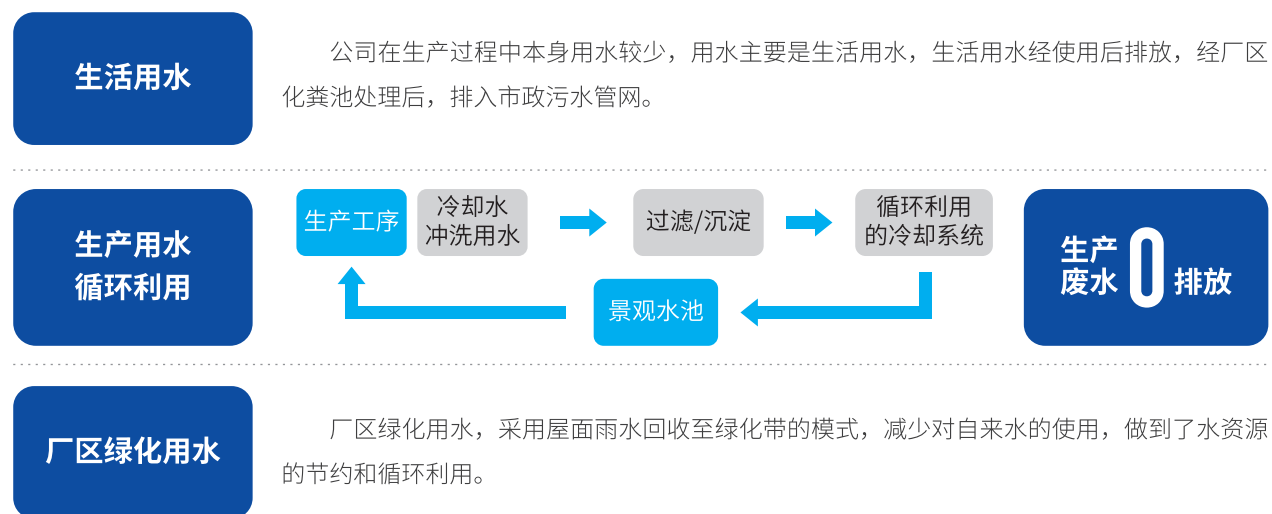 生活用水
公司在生产过程中本身用水较少，用水主要是生活用水，生活用水经使用后排放，经厂区
化粪池处理后，排入市政污水管网。
生产用水
循环利用
生产工序
冷却水
冲洗用水
过滤/沉淀
循环利用
的冷却系统
景观水池
生产
废水
0
排放
厂区绿化用水
厂区绿化用水，采用屋面雨水回收至绿化带的模式，减少对自来水的使用，做到了水资源
的节约和循环利用。